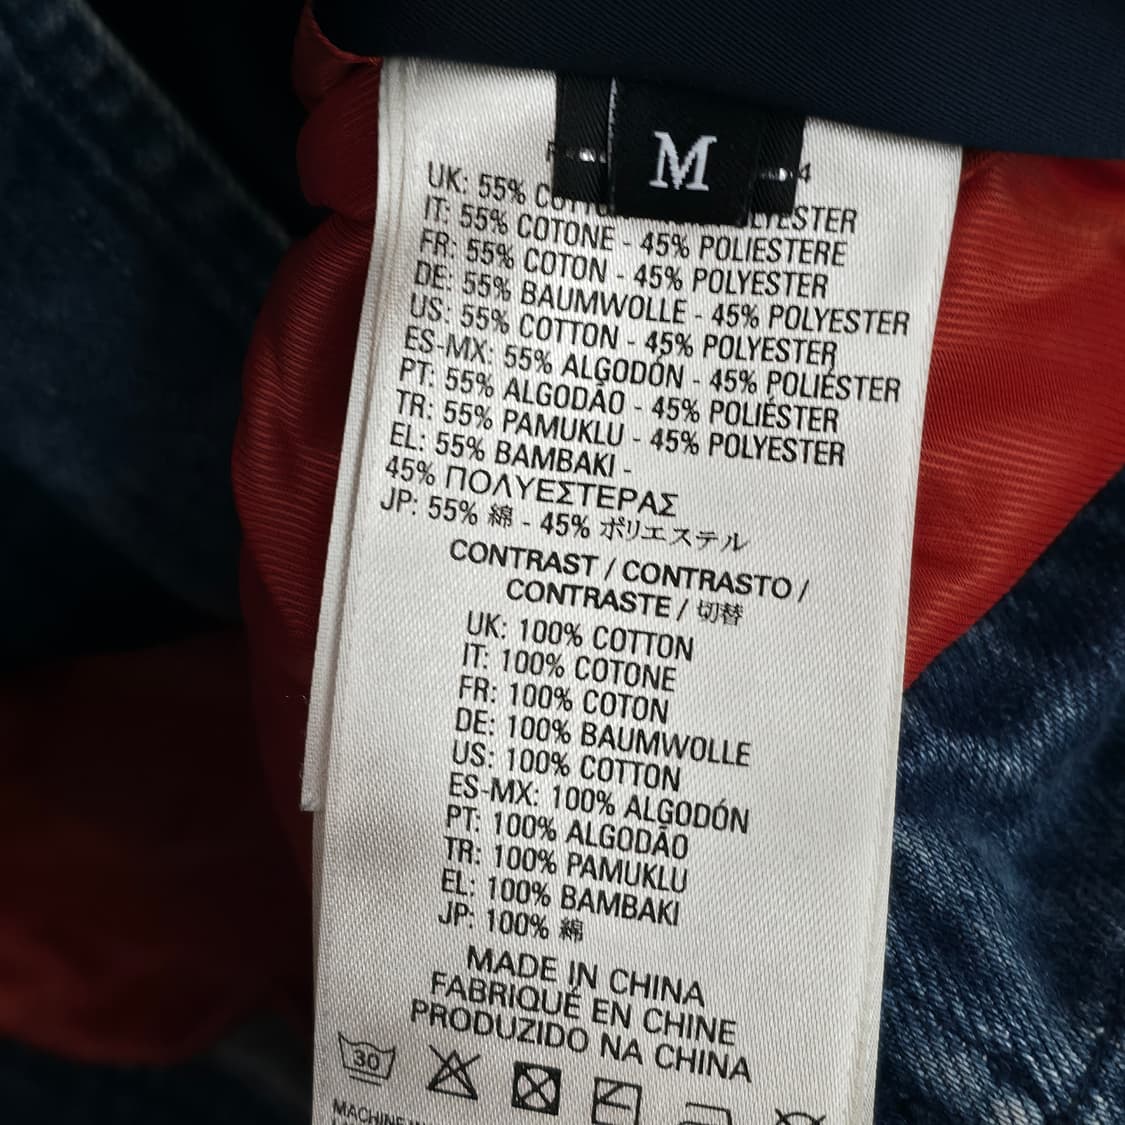 M
UK: 55% COTTON POLYESTER
IT: 55% COTONE - 45% POLIESTERE
FR: 55% COTON - 45% POLYESTER
DE: 55% BAUMWOLLE - 45% POLYESTER
US: 55% COTTON - 45% POLYESTER
ES-MX: 55% ALGODÓN - 45% POLIÉSTER
PT: 55% ALGODÃO - 45% POLIÉSTER
TR: 55% PAMUKLU - 45% POLYESTER
EL: 55% BAMBAKI -
45% ΠΟΛΥΕΣΤΕΡΑΣ
JP: 55% 綿 - 45% ポリエステル
CONTRAST / CONTRASTO /
CONTRASTE / 切替
UK: 100% COTTON
IT: 100% COTONE
FR: 100% COTON
DE: 100% BAUMWOLLE
US: 100% COTTON
ES-MX: 100% ALGODÓN
PT: 100% ALGODÃO
TR: 100% PAMUKLU
EL: 100% BAMBAKI
JP: 100% 綿
MADE IN CHINA
FABRIQUÉ EN CHINE
PRODUZIDO NA CHINA
30
MACHINE